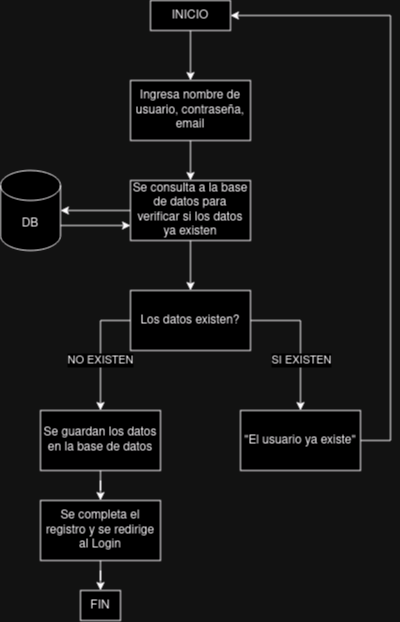 INICIO
Ingresa nombre de
usuario, contraseña,
email
Se consulta a la base
de datos para
verificar si los datos
ya existen
DB
Los datos existen?
NO EXISTEN
SI EXISTEN
Se guardan los datos
en la base de datos
"El usuario ya existe"
Se completa el
registro y se redirige
al Login
FIN